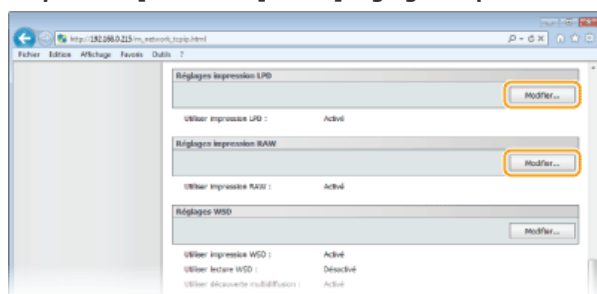 http://192.168.0.215/m_network_tcpip.html
Fichier Edition Affichage Favoris Outils ?
Réglages impression LPD
Modifier...
Utiliser impression LPD : Activé
Réglages impression RAW
Modifier...
Utiliser impression RAW : Activé
Réglages WSD
Modifier...
Utiliser impression WSD : Activé
Utiliser lecture WSD : Désactivé
Utiliser découverte multidiffusion : Activé